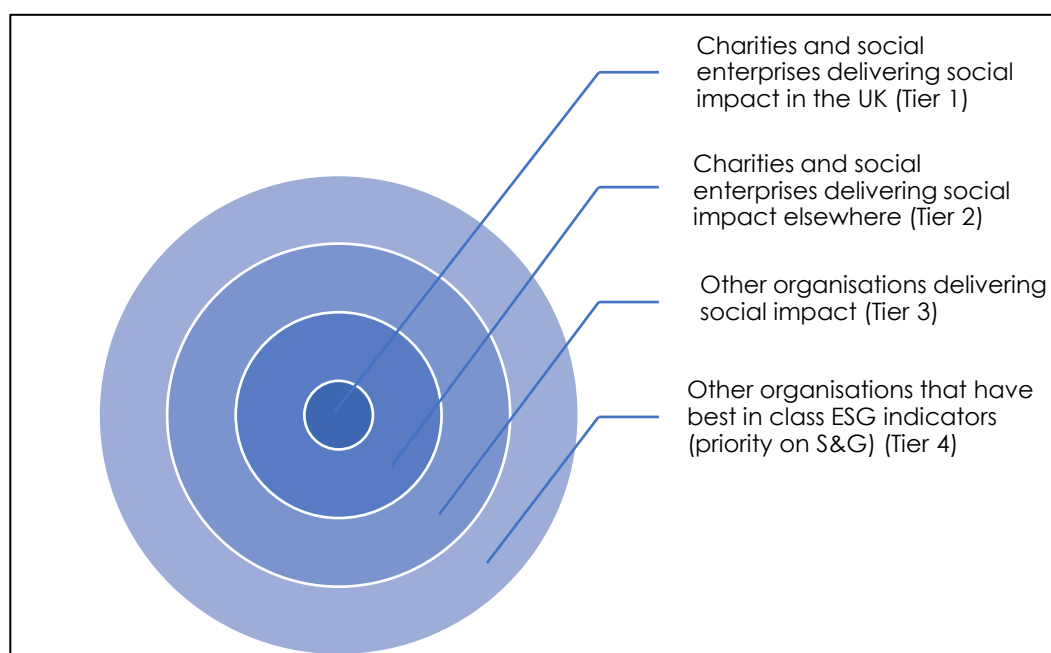 Charities and social
enterprises delivering social
impact in the UK (Tier 1)
Charities and social
enterprises delivering social
impact elsewhere (Tier 2)
Other organisations delivering
social impact (Tier 3)
Other organisations that have
best in class ESG indicators
(priority on S&G) (Tier 4)